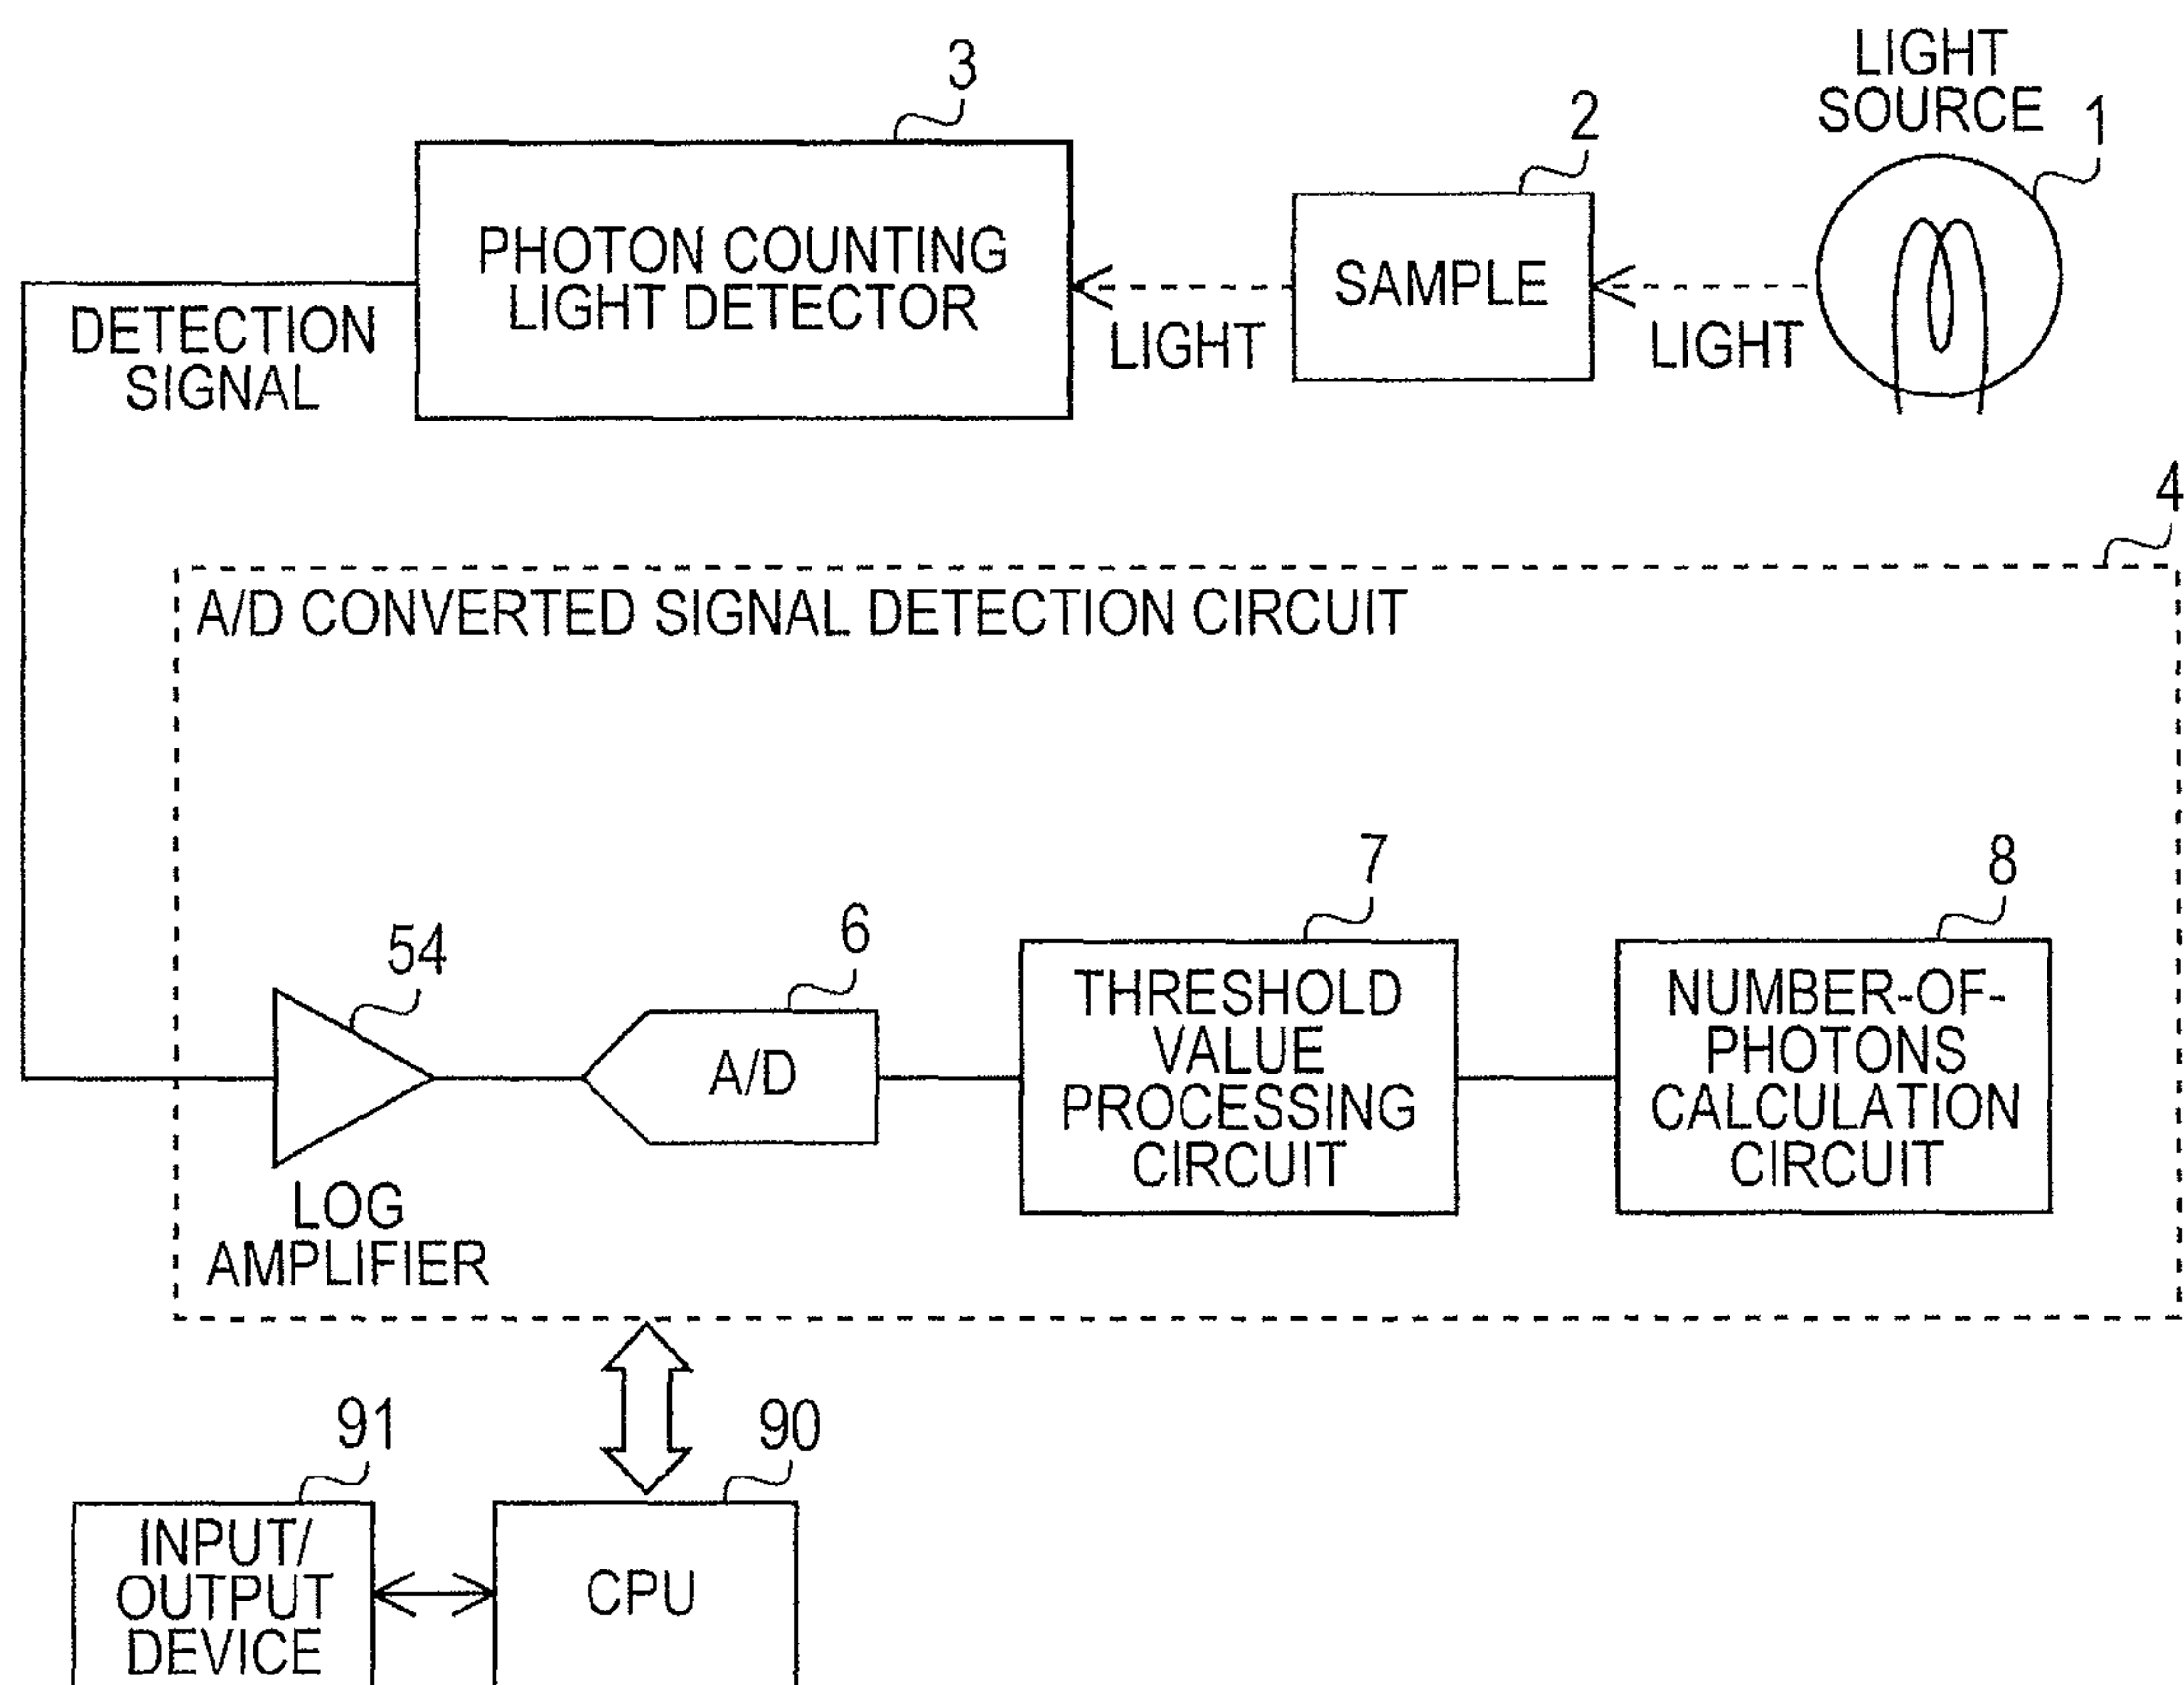 LIGHT
SOURCE
1
2
3
PHOTON COUNTING
LIGHT DETECTOR
SAMPLE
LIGHT
LIGHT
DETECTION
SIGNAL
4
A/D CONVERTED SIGNAL DETECTION CIRCUIT
54
6
7
8
LOG
AMPLIFIER
A/D
THRESHOLD
VALUE
PROCESSING
CIRCUIT
NUMBER-OF-
PHOTONS
CALCULATION
CIRCUIT
91
90
INPUT/
OUTPUT
DEVICE
CPU